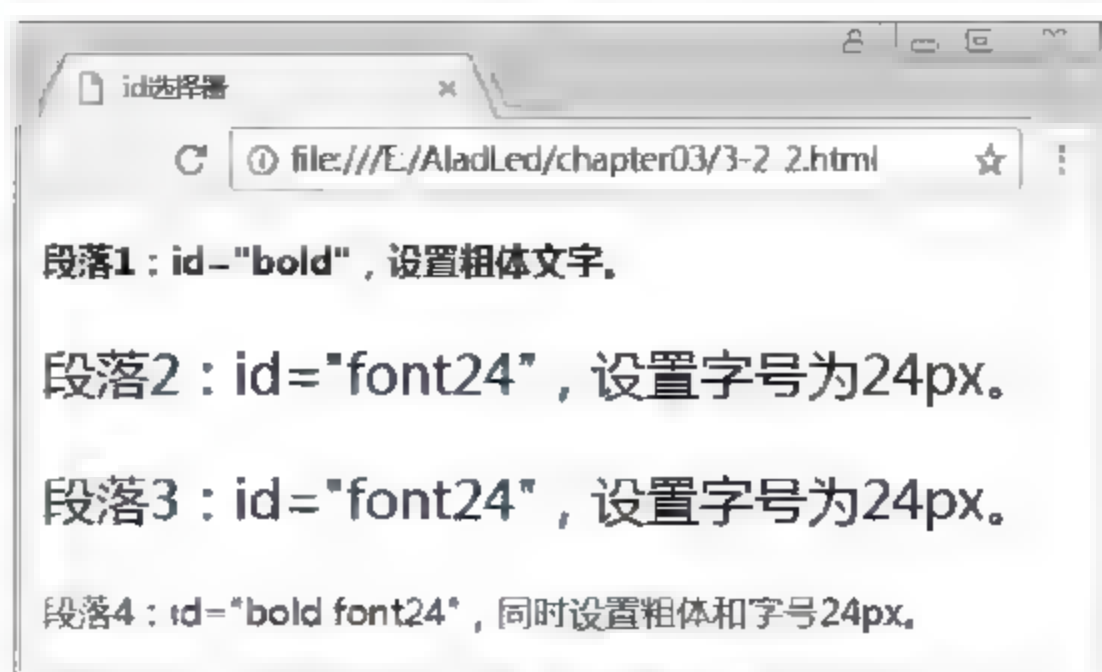 id选择器
file:///E:/AladLed/chapter03/3-2_2.html
段落1：id="bold"，设置粗体文字。
段落2：id="font24"，设置字号为24px。
段落3：id="font24"，设置字号为24px。
段落4：id="bold font24"，同时设置粗体和字号24px。